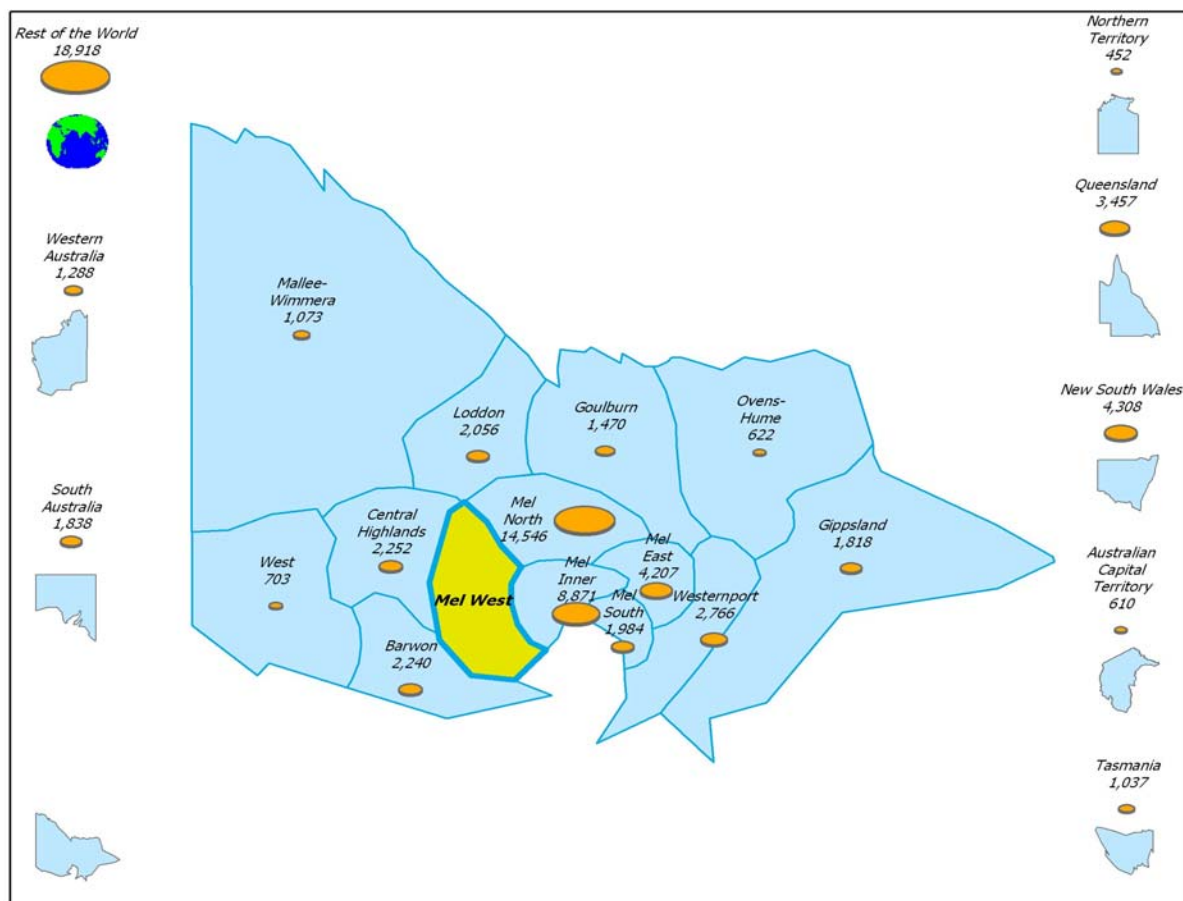 Rest of the World
18,918
Western
Australia
1,288
South
Australia
1,838
Mallee-
Wimmera
1,073
Loddon
2,056
Goulburn
1,470
Ovens-
Hume
622
Central
Highlands
2,252
Mel
North
14,546
Mel
East
4,207
Gippsland
1,818
West
703
Mel West
Mel
Inner
8,871
Mel
South
1,984
Westernport
2,766
Barwon
2,240
Northern
Territory
452
Queensland
3,457
New South Wales
4,308
Australian
Capital
Territory
610
Tasmania
1,037